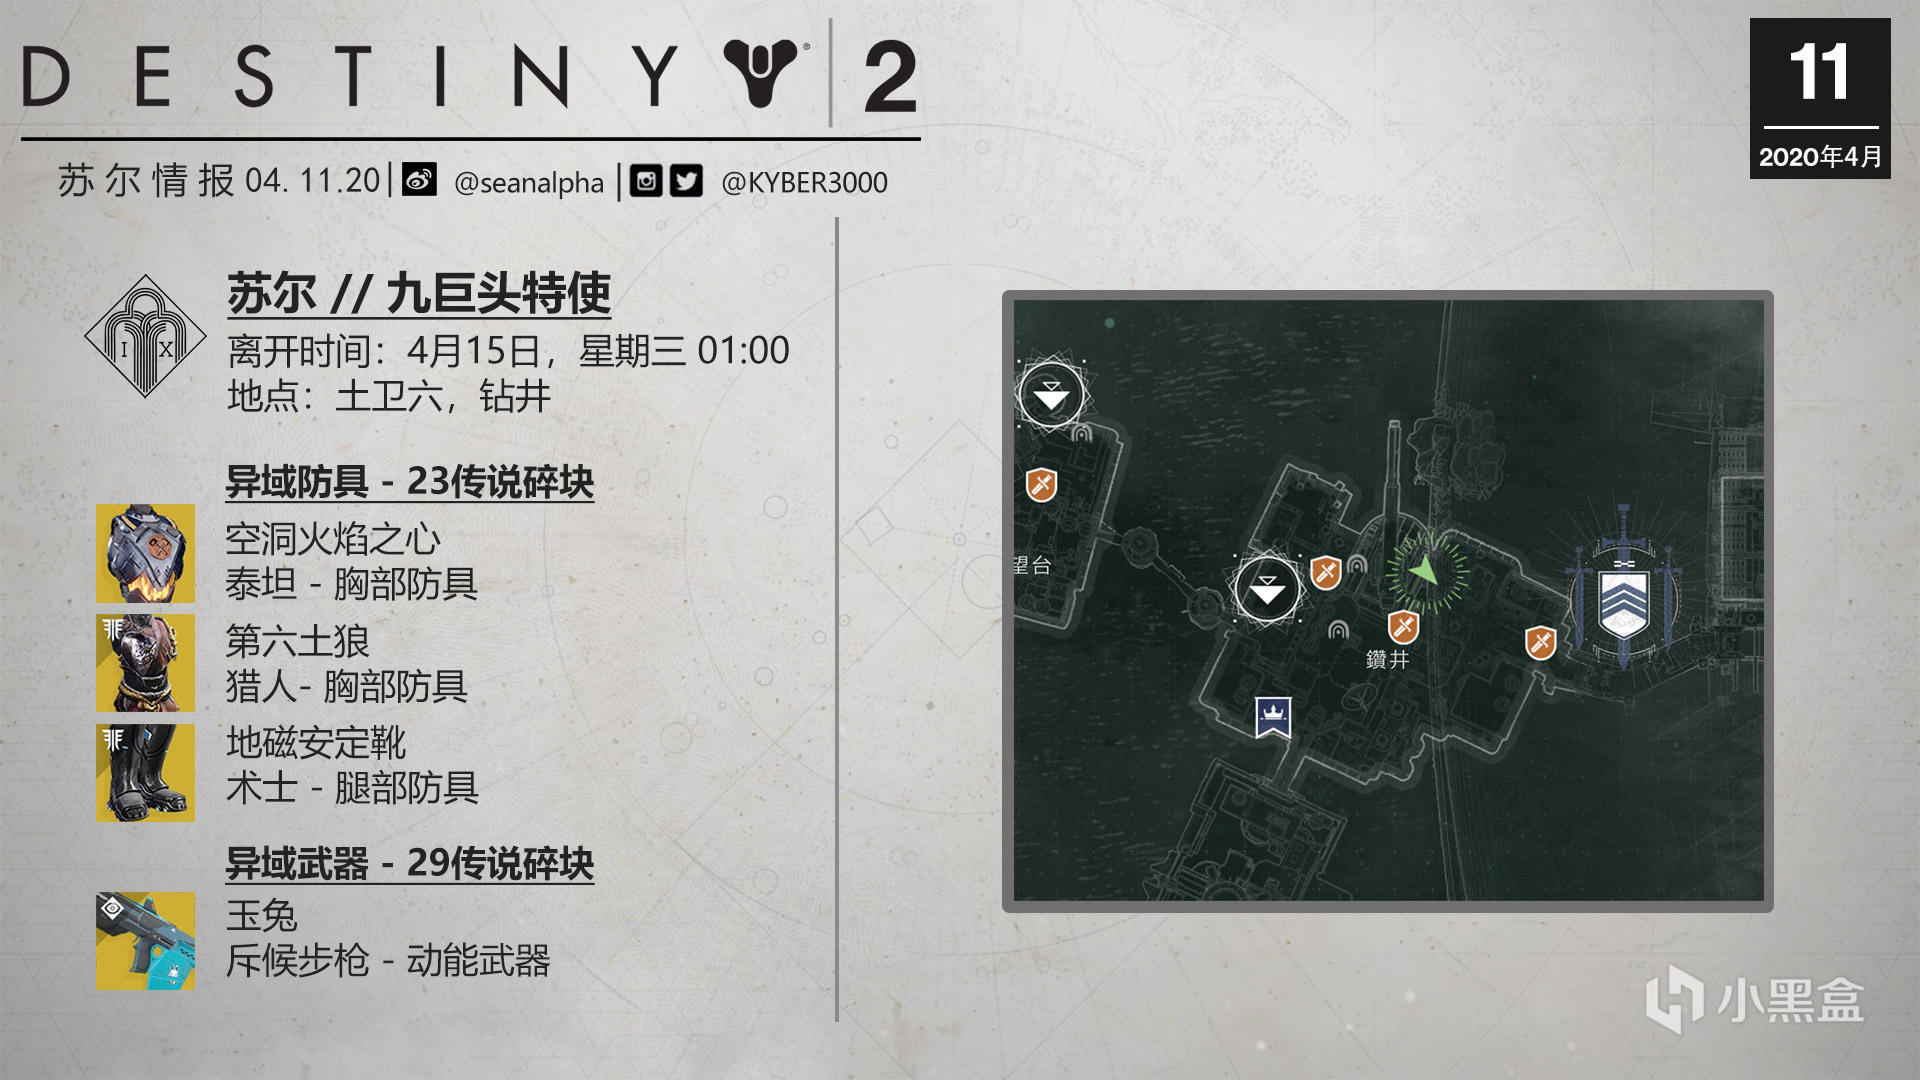 DESTINY 2
11
2020年4月
苏尔情报 04. 11.20 | @seanalpha | @KYBER3000
IX
苏尔 // 九巨头特使
离开时间：4月15日，星期三 01:00
地点：土卫六，钻井
异域防具 - 23传说碎块
空洞火焰之心
泰坦 - 胸部防具
第六土狼
猎人- 胸部防具
地磁安定靴
术士 - 腿部防具
异域武器 - 29传说碎块
玉兔
斥候步枪 - 动能武器
望台
鑽井
小黑盒